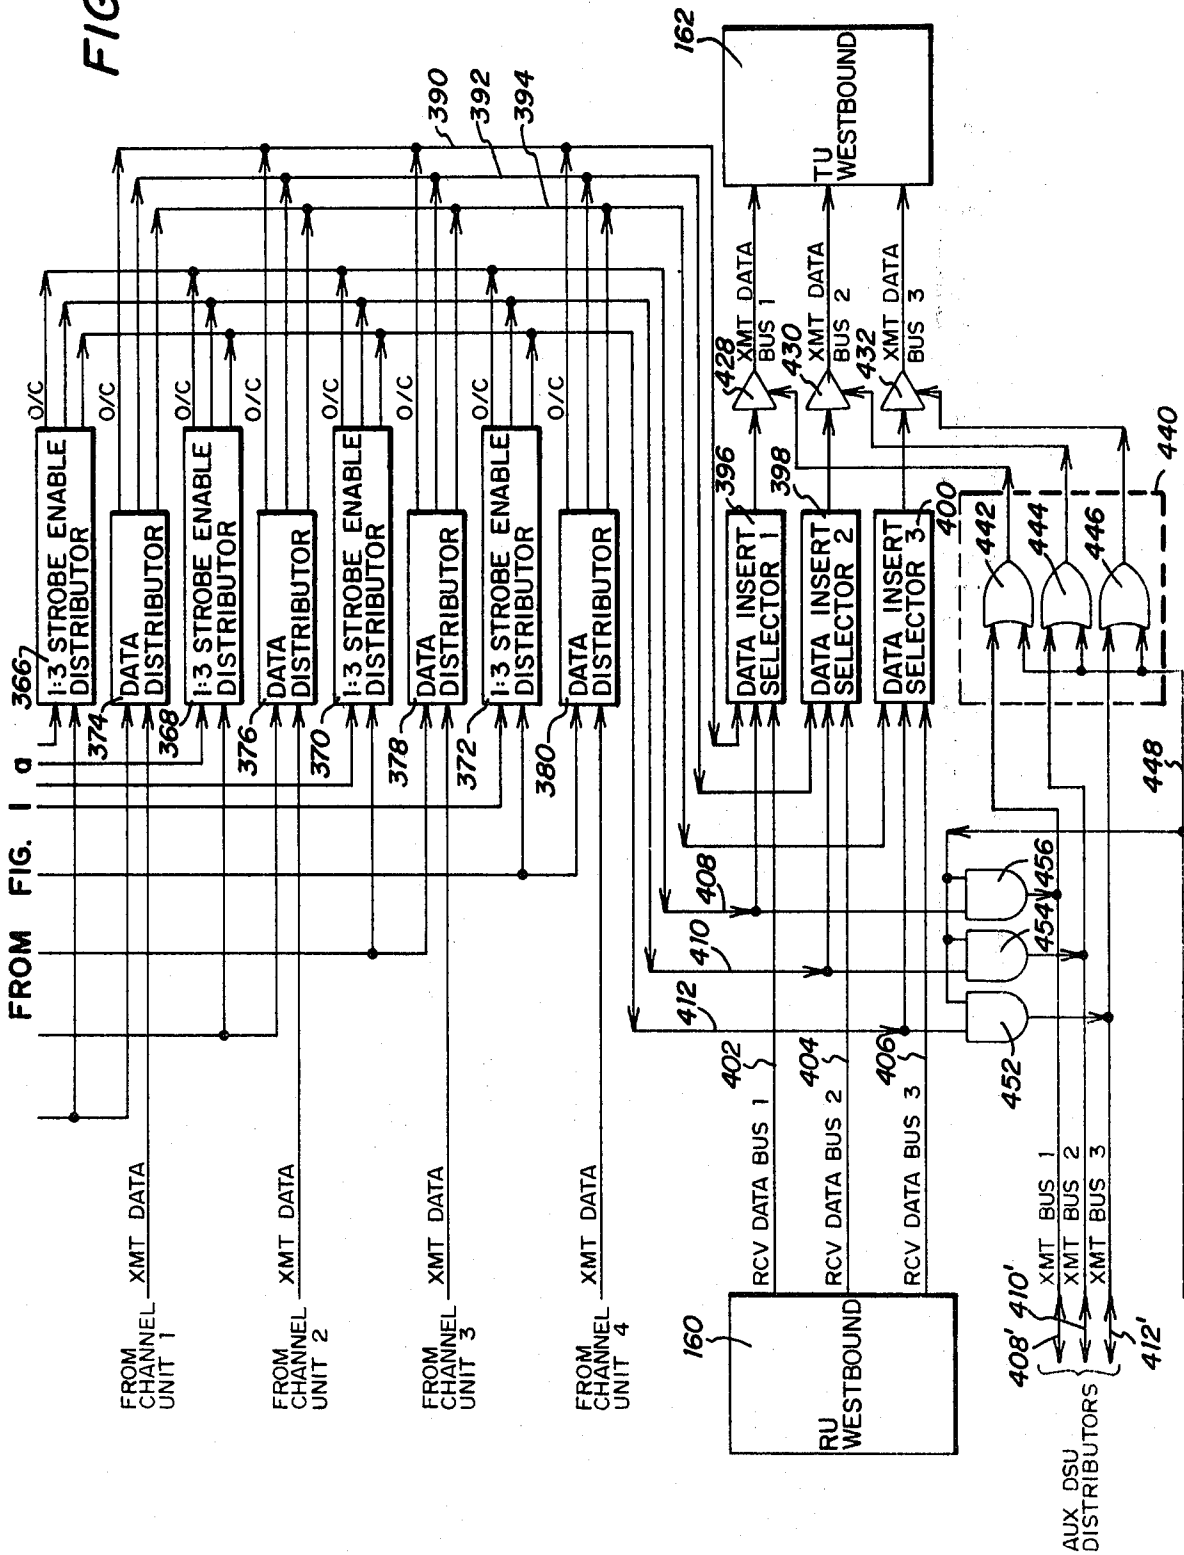 FIG
FROM FIG. 1a
366
1:3 STROBE ENABLE
DISTRIBUTOR
O/C
374
DATA
DISTRIBUTOR
O/C
368
1:3 STROBE ENABLE
DISTRIBUTOR
O/C
376
DATA
DISTRIBUTOR
O/C
370
1:3 STROBE ENABLE
DISTRIBUTOR
O/C
378
DATA
DISTRIBUTOR
O/C
372
1:3 STROBE ENABLE
DISTRIBUTOR
O/C
380
DATA
DISTRIBUTOR
O/C
390
392
394
FROM
CHANNEL
UNIT 1
XMT DATA
FROM
CHANNEL
UNIT 2
XMT DATA
FROM
CHANNEL
UNIT 3
XMT DATA
FROM
CHANNEL
UNIT 4
XMT DATA
412
410
408
160
RU
WESTBOUND
RCV DATA BUS 1
402
RCV DATA BUS 2
404
RCV DATA BUS 3
406
396
DATA INSERT
SELECTOR 1
398
DATA INSERT
SELECTOR 2
400
DATA INSERT
SELECTOR 3
428
XMT DATA
BUS 1
430
XMT DATA
BUS 2
432
XMT DATA
BUS 3
162
TU
WESTBOUND
452
454
456
440
442
444
446
448
AUX DSU
DISTRIBUTORS
408'
410'
412'
XMT BUS 1
XMT BUS 2
XMT BUS 3